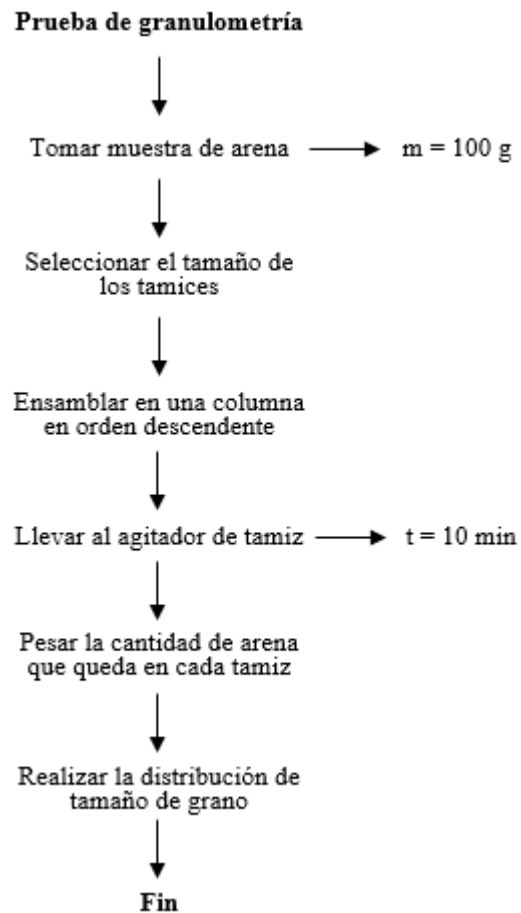 Prueba de granulometría
Tomar muestra de arena
m = 100 g
Seleccionar el tamaño de
los tamices
Ensamblar en una columna
en orden descendente
Llevar al agitador de tamiz
t = 10 min
Pesar la cantidad de arena
que queda en cada tamiz
Realizar la distribución de
tamaño de grano
Fin